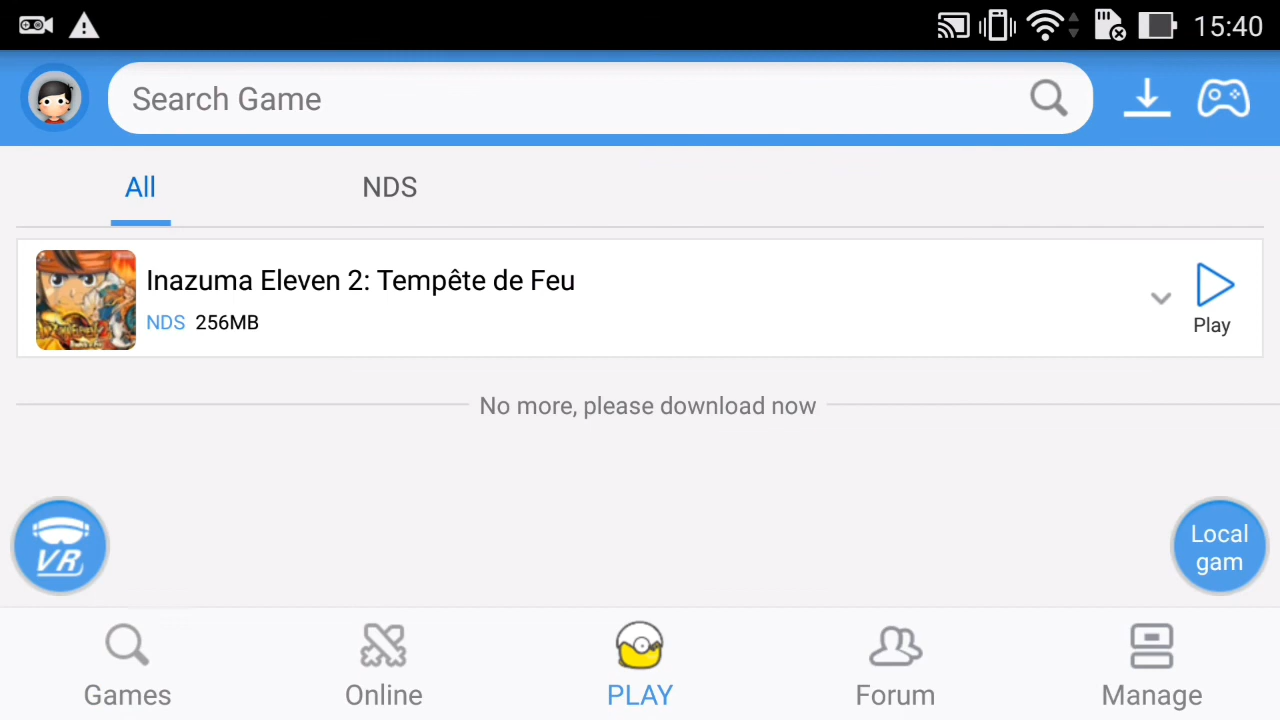 15:40
Search Game
All NDS
Inazuma Eleven 2: Tempête de Feu
NDS 256MB
Play
No more, please download now
VR
Local
gam
Games Online PLAY Forum Manage